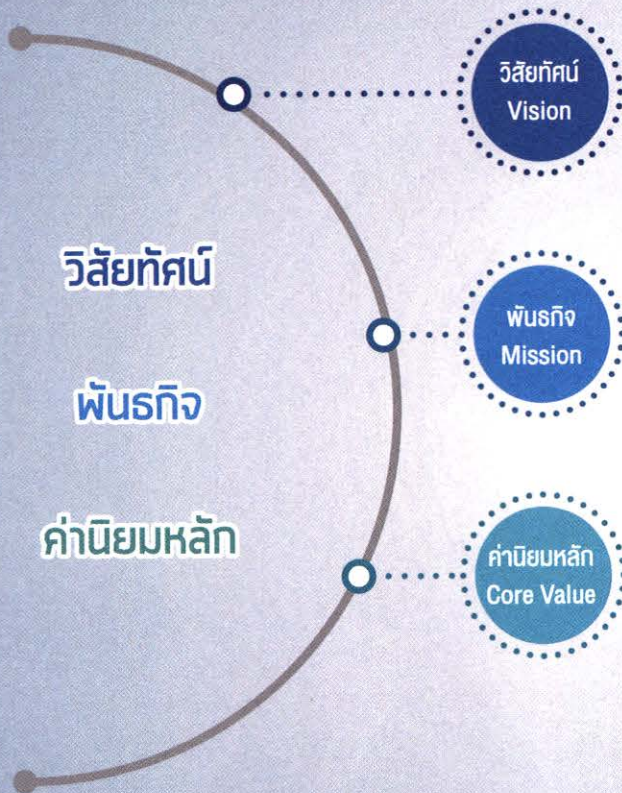 วิสัยทัศน์
พันธกิจ
ค่านิยมหลัก
วิสัยทัศน์
Vision
พันธกิจ
Mission
ค่านิยมหลัก
Core Value